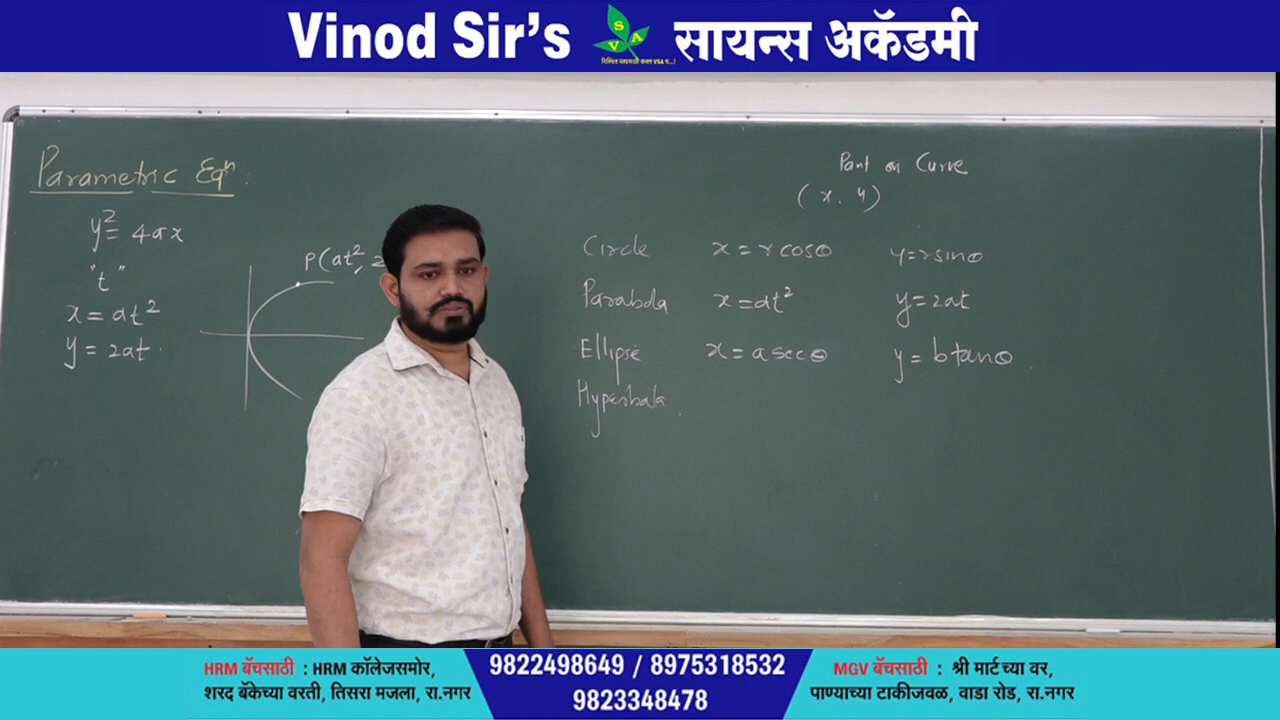 Vinod Sir's SVA सायन्स अकॅडमी
Parametric Eqn.
y² = 4ax
"t"
x = at²
y = 2at.
P(at², 2
Point on Curve
(x, y)
Circle x = r cosθ y = r sinθ
Parabola x = at² y = 2at
Ellipse x = a secθ y = b tanθ.
Hyperbala.
HRM बॅचसाठी : HRM कॉलेजसमोर,
शरद बँकेच्या वरती, तिसरा मजला, रा.नगर
9822498649 / 8975318532
9823348478
MGV बॅचसाठी : श्री मार्टच्या वर,
पाण्याच्या टाकीजवळ, वाडा रोड, रा.नगर